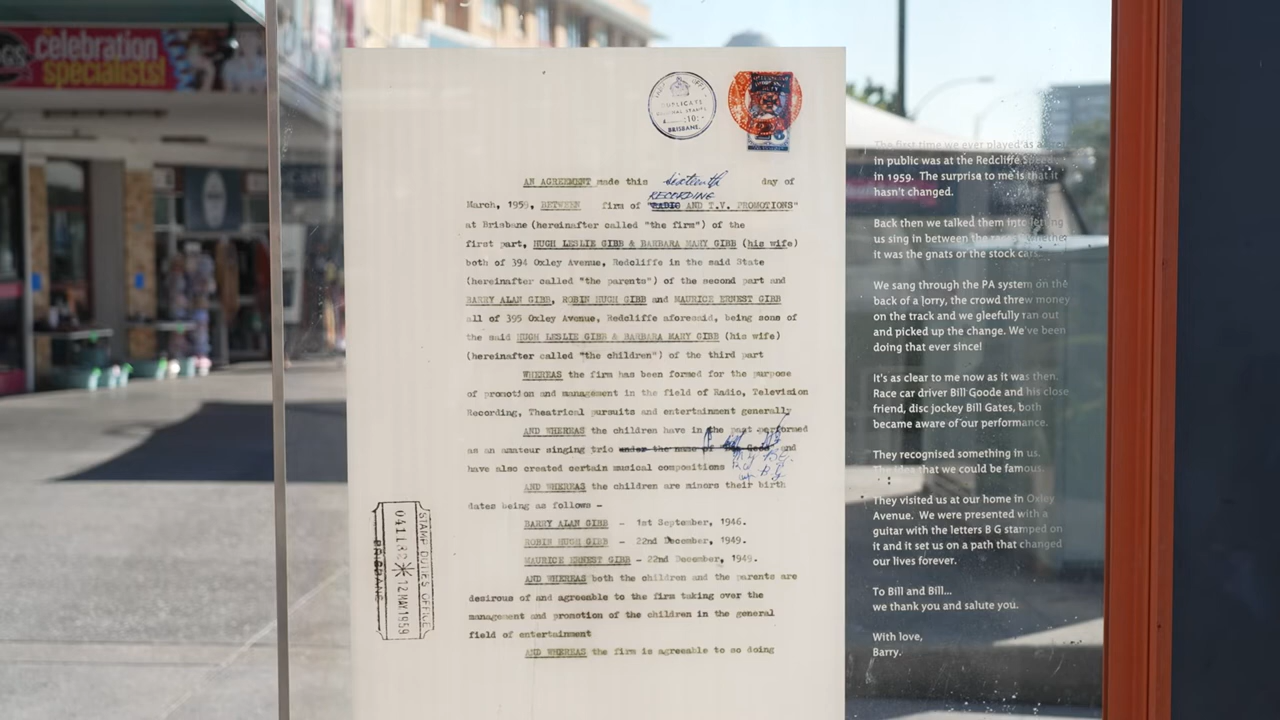 celebration
specialists!
DUPLICATE
BRISBANE.
AN AGREEMENT made this sixteenth day of
RECORDING
March, 1959, BETWEEN firm of "RADIO AND T.V. PROMOTIONS"
at Brisbane (hereinafter called "the firm") of the
first part, HUGH LESLIE GIBB & BARBARA MARY GIBB (his wife)
both of 394 Oxley Avenue, Redcliffe in the said State
(hereinafter called "the parents") of the second part and
BARRY ALAN GIBB, ROBIN HUGH GIBB and MAURICE ERNEST GIBB
all of 395 Oxley Avenue, Redcliffe aforesaid, being sons of
the said HUGH LESLIE GIBB & BARBARA MARY GIBB (his wife)
(hereinafter called "the children") of the third part
WHEREAS the firm has been formed for the purpose
of promotion and management in the field of Radio, Television
Recording, Theatrical pursuits and entertainment generally
AND WHEREAS the children have in the past performed
as an amateur singing trio under the name of and
have also created certain musical compositions
AND WHEREAS the children are minors their birth
dates being as follows -
BARRY ALAN GIBB - 1st September, 1946.
ROBIN HUGH GIBB - 22nd December, 1949.
MAURICE ERNEST GIBB - 22nd December, 1949.
AND WHEREAS both the children and the parents are
desirous of and agreeable to the firm taking over the
management and promotion of the children in the general
field of entertainment
AND WHEREAS the firm is agreeable to so doing
STAMP DUTIES OFFICE
12 MAY 1959
BRISBANE
The first time we ever played as a
in public was at the Redcliffe
in 1959. The surprise to me is that it
hasn't changed.
Back then we talked them into letting
us sing in between the races, whether
it was the gnats or the stock cars.
We sang through the PA system on the
back of a lorry, the crowd threw money
on the track and we gleefully ran out
and picked up the change. We've been
doing that ever since!
It's as clear to me now as it was then.
Race car driver Bill Goode and his close
friend, disc jockey Bill Gates, both
became aware of our performance.
They recognised something in us.
The idea that we could be famous.
They visited us at our home in Oxley
Avenue. We were presented with a
guitar with the letters B G stamped on
it and it set us on a path that changed
our lives forever.
To Bill and Bill...
we thank you and salute you.
With love,
Barry.